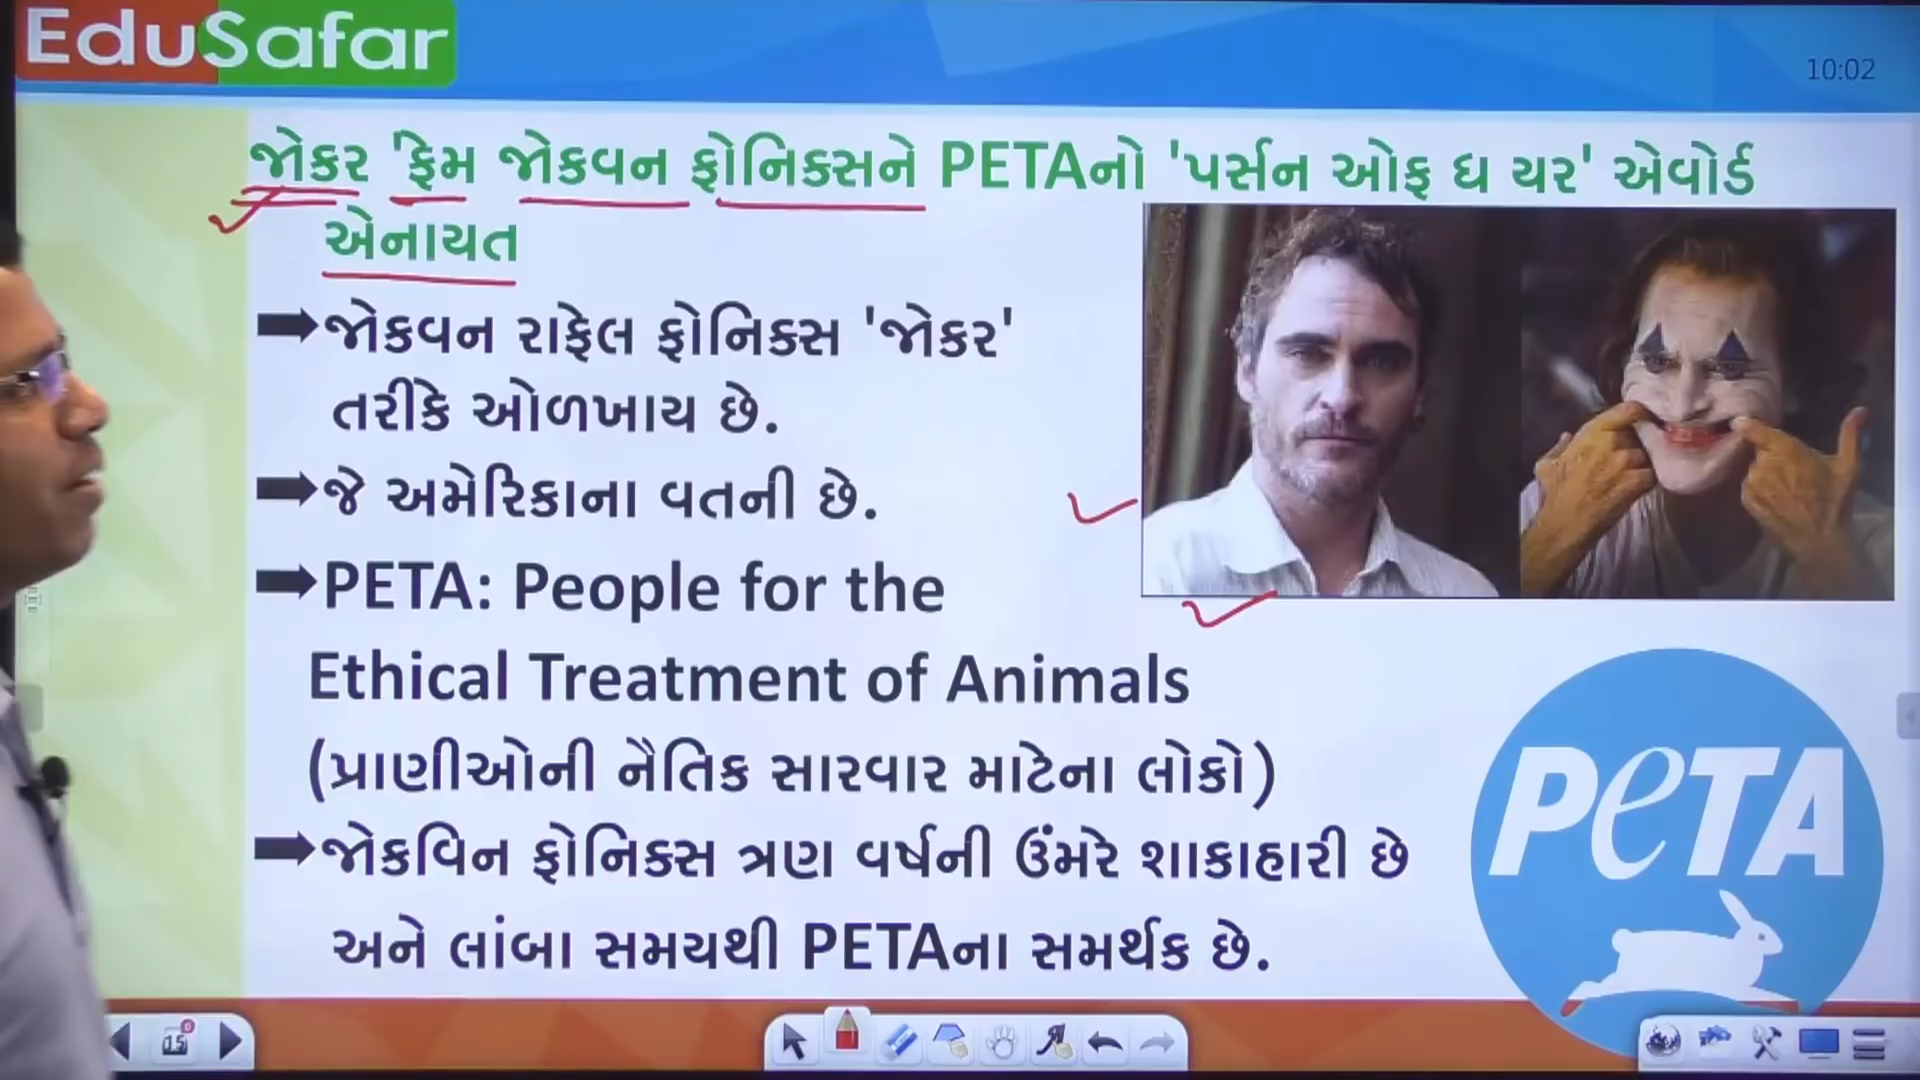 EduSafar
10:02
જોકર 'ફેમ જોકવન ફોનિક્સને PETAનો 'પર્સન ઓફ ધ યર' એવોર્ડ
એનાયત
જોકવન રાફેલ ફોનિક્સ 'જોકર'
તરીકે ઓળખાય છે.
જે અમેરિકાના વતની છે.
PETA: People for the
Ethical Treatment of Animals
(પ્રાણીઓની નૈતિક સારવાર માટેના લોકો)
જોકવિન ફોનિક્સ ત્રણ વર્ષની ઉંમરે શાકાહારી છે
અને લાંબા સમયથી PETAના સમર્થક છે.
PeTA
15
0